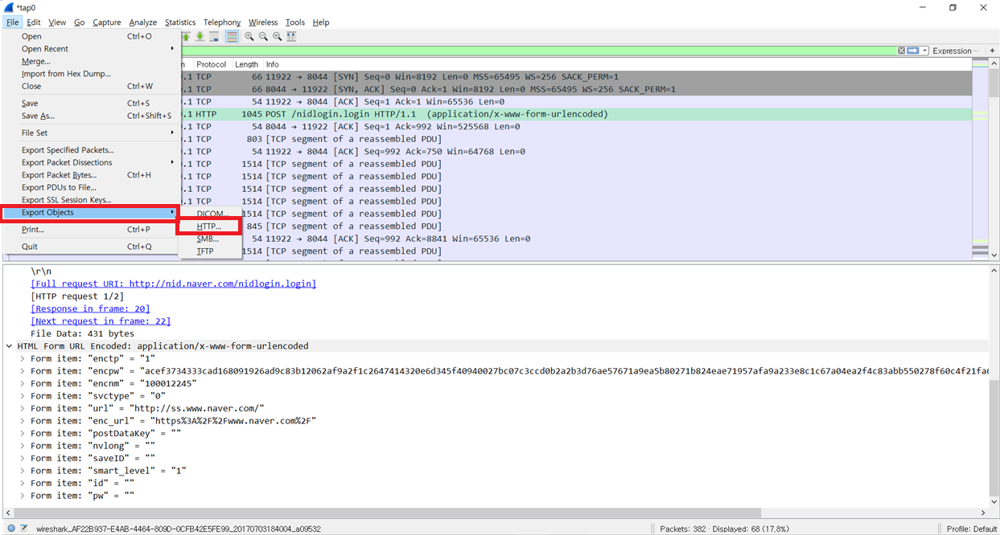 *tap0
File Edit View Go Capture Analyze Statistics Telephony Wireless Tools Help
Open Ctrl+O
Open Recent
Merge...
Import from Hex Dump...
Close Ctrl+W
Save Ctrl+S
Save As... Ctrl+Shift+S
File Set
Export Specified Packets...
Export Packet Dissections
Export Packet Bytes... Ctrl+H
Export PDUs to File...
Export SSL Session Keys...
Export Objects
Print... Ctrl+P
Quit Ctrl+Q
DICOM...
HTTP...
SMB...
TFTP
Expression... +
n Protocol Length Info
.1 TCP 66 11922 → 8044 [SYN] Seq=0 Win=8192 Len=0 MSS=65495 WS=256 SACK_PERM=1
.1 TCP 66 8044 → 11922 [SYN, ACK] Seq=0 Ack=1 Win=8192 Len=0 MSS=65495 WS=256 SACK_PERM=1
.1 TCP 54 11922 → 8044 [ACK] Seq=1 Ack=1 Win=65536 Len=0
.1 HTTP 1045 POST /nidlogin.login HTTP/1.1 (application/x-www-form-urlencoded)
.1 TCP 54 8044 → 11922 [ACK] Seq=1 Ack=992 Win=525568 Len=0
.1 TCP 803 [TCP segment of a reassembled PDU]
.1 TCP 54 11922 → 8044 [ACK] Seq=992 Ack=750 Win=64768 Len=0
.1 TCP 1514 [TCP segment of a reassembled PDU]
.1 TCP 1514 [TCP segment of a reassembled PDU]
.1 TCP 1514 [TCP segment of a reassembled PDU]
.1 TCP 1514 [TCP segment of a reassembled PDU]
1514 [TCP segment of a reassembled PDU]
845 [TCP segment of a reassembled PDU]
54 11922 → 8044 [ACK] Seq=992 Ack=8841 Win=65536 Len=0
1514 [TCP segment of a reassembled PDU]
\r\n
[Full request URI: http://nid.naver.com/nidlogin.login]
[HTTP request 1/2]
[Response in frame: 20]
[Next request in frame: 22]
File Data: 431 bytes
HTML Form URL Encoded: application/x-www-form-urlencoded
Form item: "enctp" = "1"
Form item: "encpw" = "acef3734333cad168091926ad9c83b12062af9a2f1c2647414320e6d345f40940027bc07c3ccd0b2a2b3d76ae57671a9ea5b80271b824eae71957afa9a233e8c1c67a04ea2f4c83abb550278f60c4f21fa
Form item: "encnm" = "100012245"
Form item: "svctype" = "0"
Form item: "url" = "http://ss.www.naver.com/"
Form item: "enc_url" = "https%3A%2F%2Fwww.naver.com%2F"
Form item: "postDataKey" = ""
Form item: "nvlong" = ""
Form item: "saveID" = ""
Form item: "smart_level" = "1"
Form item: "id" = ""
Form item: "pw" = ""
wireshark_AF22B937-E4AB-4464-809D-0CFB42E5FE99_20170703184004_a09532
Packets: 382 · Displayed: 68 (17.8%)
Profile: Default